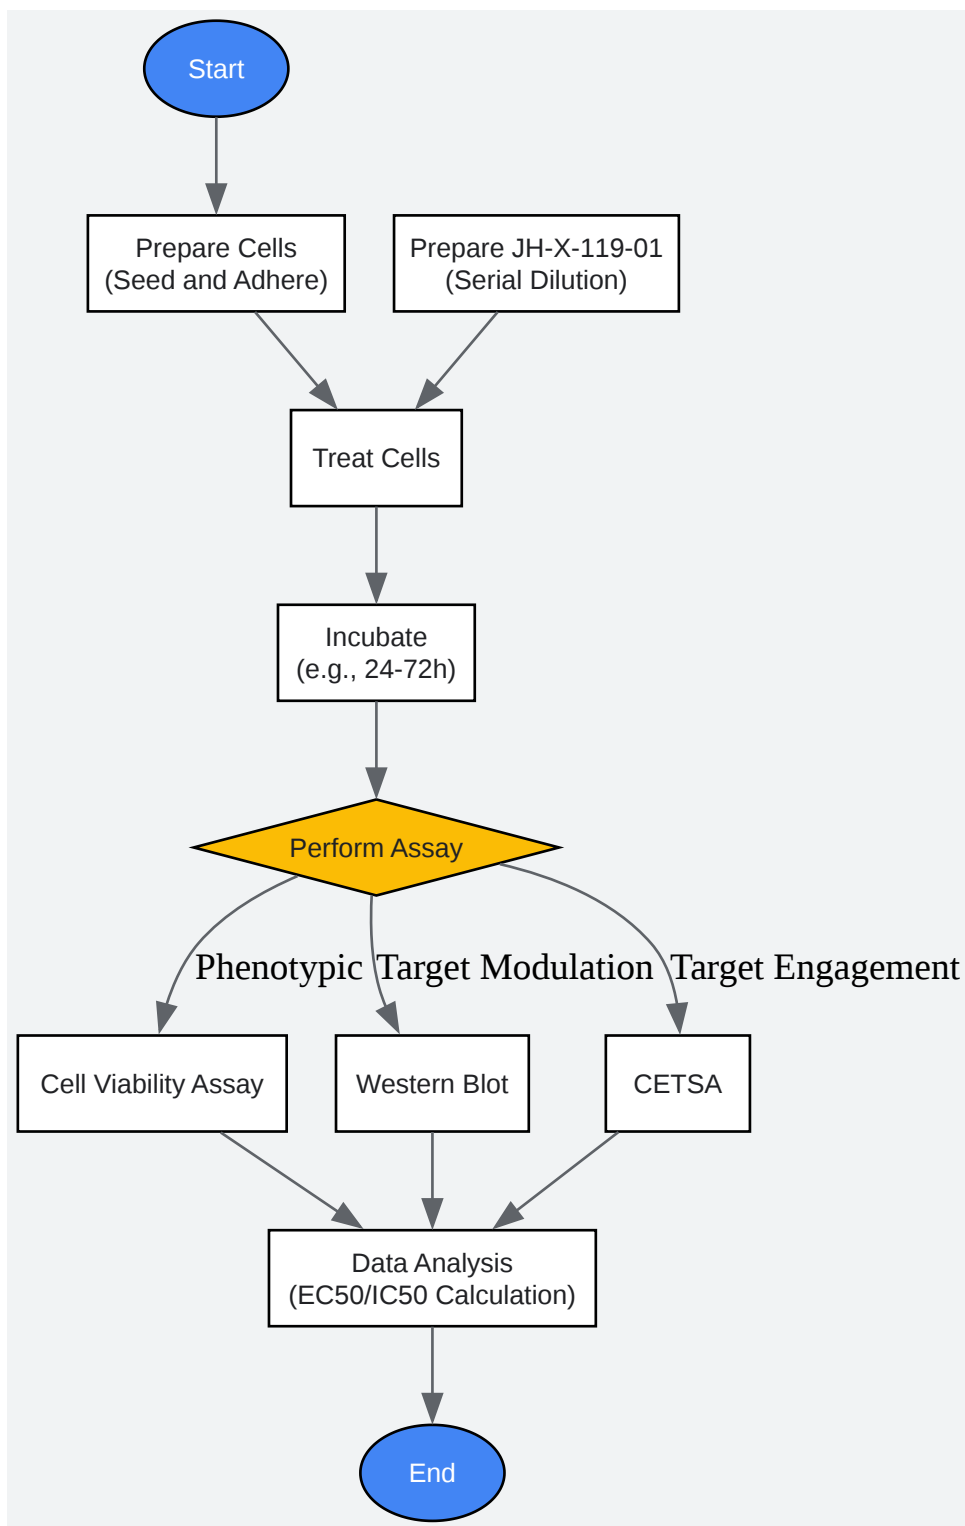 Start
Prepare Cells
(Seed and Adhere)
Prepare JH-X-119-01
(Serial Dilution)
Treat Cells
Incubate
(e.g., 24-72h)
Perform Assay
Phenotypic
Target Modulation
Target Engagement
Cell Viability Assay
Western Blot
CETSA
Data Analysis
(EC50/IC50 Calculation)
End